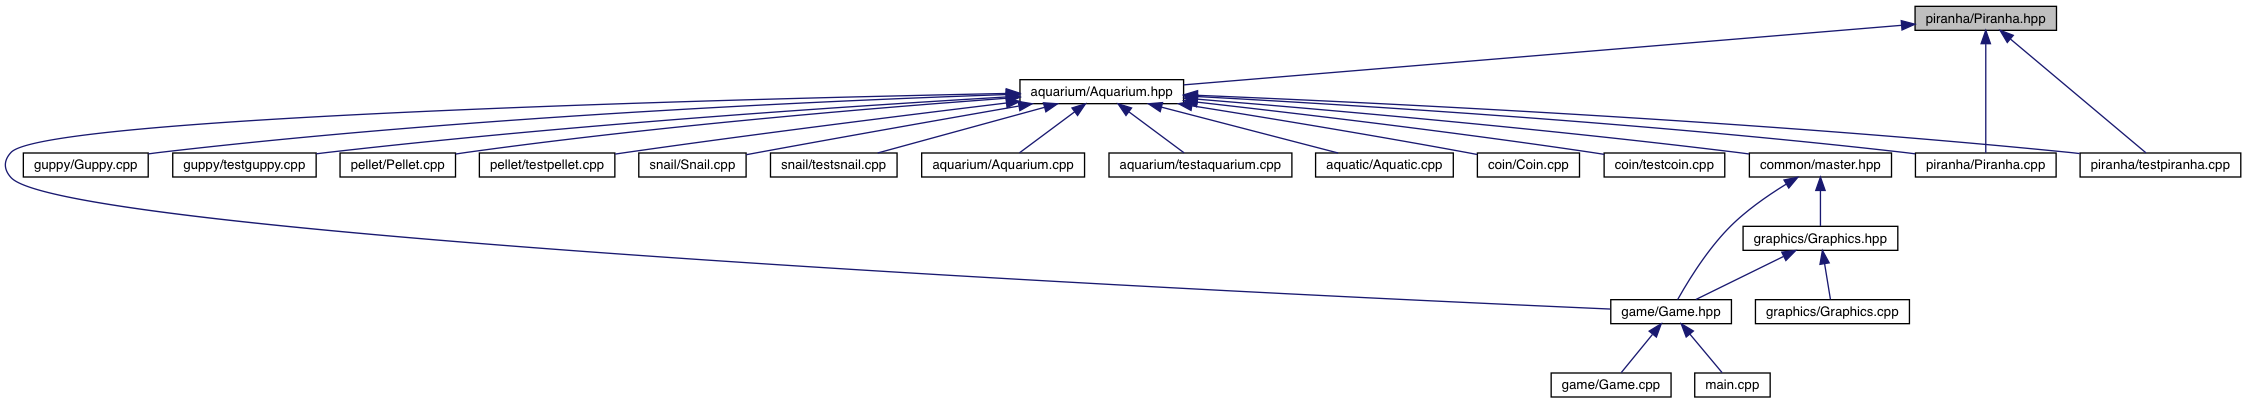 piranha/Piranha.hpp
aquarium/Aquarium.hpp
guppy/Guppy.cpp
guppy/testguppy.cpp
pellet/Pellet.cpp
pellet/testpellet.cpp
snail/Snail.cpp
snail/testsnail.cpp
aquarium/Aquarium.cpp
aquarium/testaquarium.cpp
aquatic/Aquatic.cpp
coin/Coin.cpp
coin/testcoin.cpp
common/master.hpp
piranha/Piranha.cpp
piranha/testpiranha.cpp
graphics/Graphics.hpp
game/Game.hpp
graphics/Graphics.cpp
game/Game.cpp
main.cpp